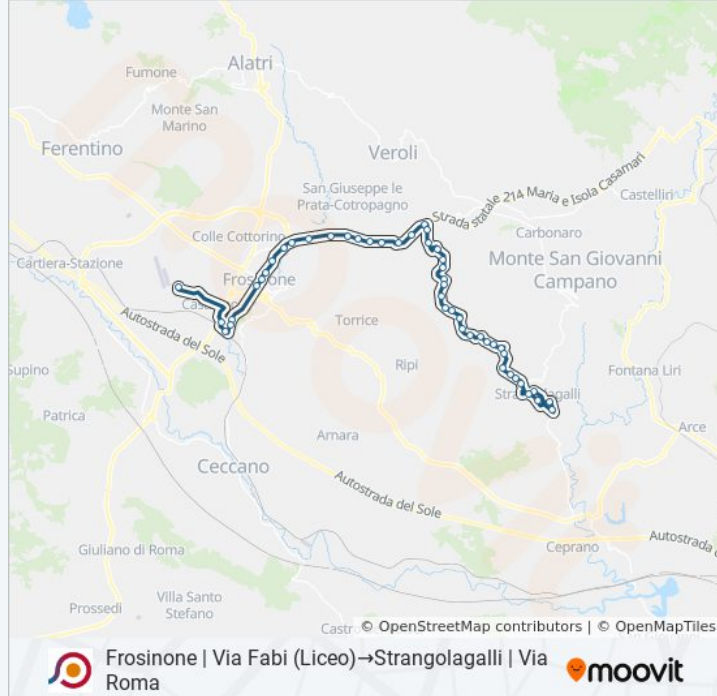 Alatri
Fumone
Monte San
Marino
Ferentino
Veroli
San Giuseppe le
Prata-Cotropagno
Strada statale 214 Maria e Isola Casamari
Castelliri
Colle Cottorino
Carbonaro
Cartiera-Stazione
Monte San Giovanni
Campano
Frosinone
Autostrada del Sole
Torrice
Supino
Ripi
Fontana Liri
Patrica
Arnara
Arce
Ceccano
Autostrada del Sole
Autostrada d
Giuliano di Roma
Ceprano
Prossedi
Villa Santo
Stefano
© OpenStreetMap contributors | © OpenMapTiles
Frosinone | Via Fabi (Liceo)→Strangolagalli | Via
Roma
moovit